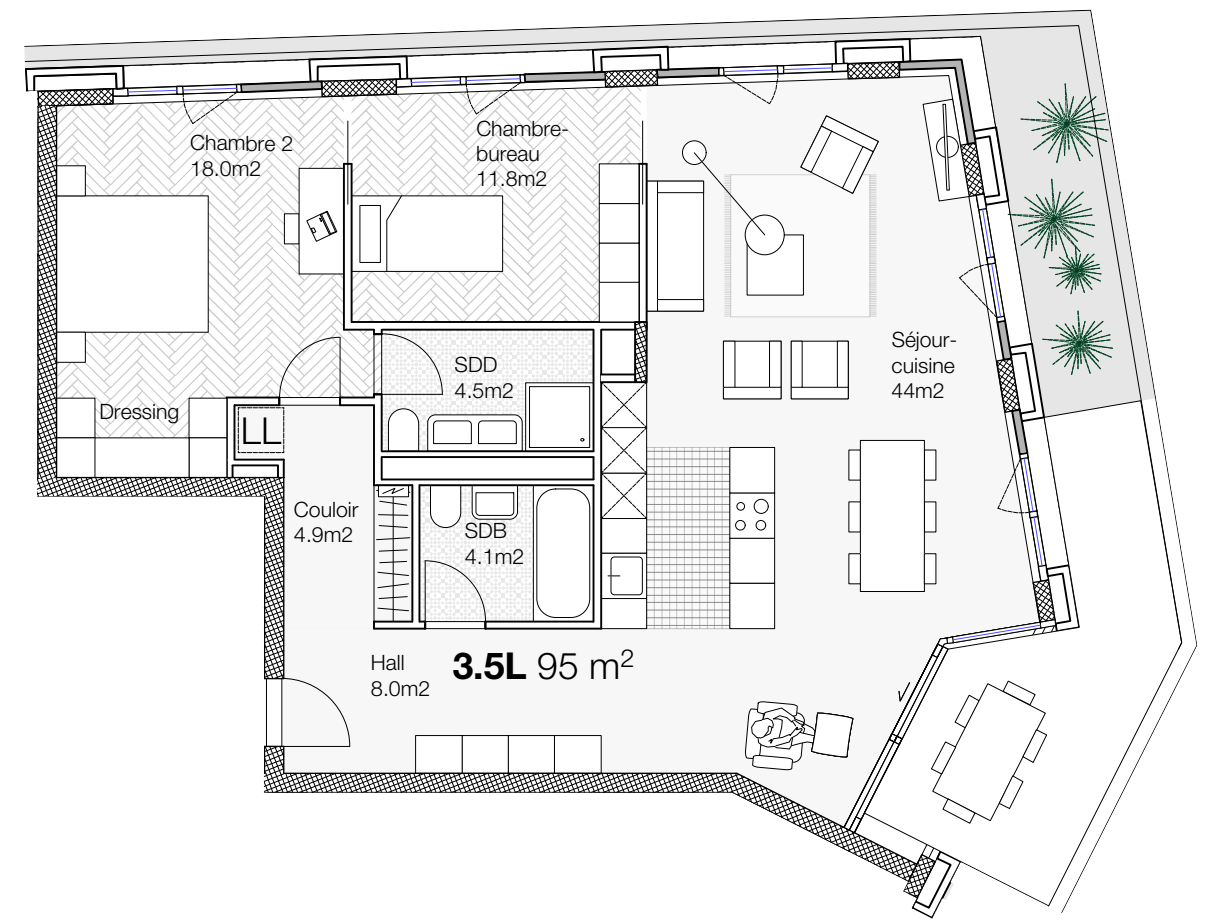 Chambre 2
18.0m2
Chambre-
bureau
11.8m2
Séjour-
cuisine
44m2
SDD
4.5m2
Dressing
LL
Couloir
4.9m2
SDB
4.1m2
Hall
8.0m2
3.5L 95 m²